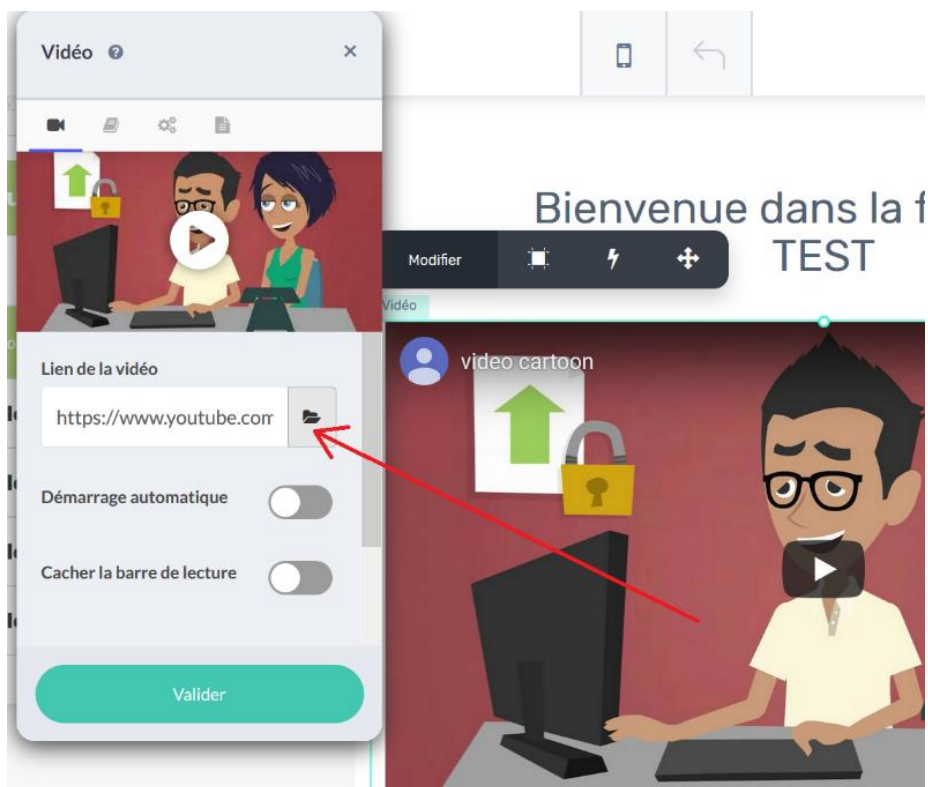 Vidéo
Bienvenue dans la f
TEST
Modifier
Vidéo
video cartoon
Lien de la vidéo
https://www.youtube.com
Démarrage automatique
Cacher la barre de lecture
Valider